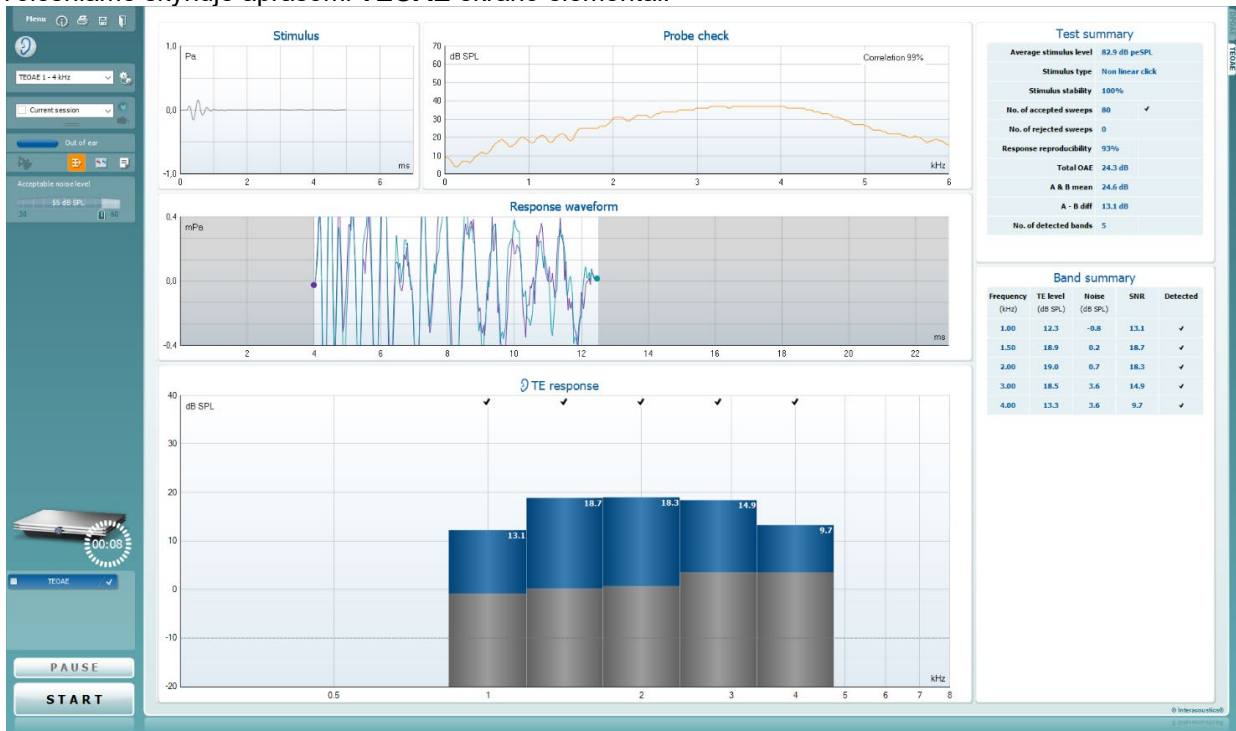 aprašomi TEOAE ekrano elementai.
Menu
TEOAE 1 - 4 kHz
Current session
Out of ear
Acceptable noise level
55 dB SPL
30 60
00:08
TEOAE
PAUSE
START
Stimulus
Pa
1,0
0,0
-1,0
0 2 4 6
ms
Probe check
dB SPL
Correlation 99%
70
60
50
40
30
20
10
0
0 1 2 3 4 5 6
kHz
Response waveform
mPa
0,4
0,0
-0,4
2 4 6 8 10 12 14 16 18 20 22
ms
TE response
dB SPL
40
30
20
10
0
-10
-20
13.1 18.7 18.3 14.9 9.7
0.5 1 2 3 4 5 6 7 8
kHz
Test summary
Average stimulus level 82.9 dB peSPL
Stimulus type Non linear click
Stimulus stability 100%
No. of accepted sweeps 80 ✔
No. of rejected sweeps 0
Response reproducibility 93%
Total OAE 24.3 dB
A & B mean 24.6 dB
A - B diff 13.1 dB
No. of detected bands 5
Band summary
Frequency TE level Noise SNR Detected
(kHz) (dB SPL) (dB SPL)
1.00 12.3 -0.8 13.1 ✔
1.50 18.9 0.2 18.7 ✔
2.00 19.0 0.7 18.3 ✔
3.00 18.5 3.6 14.9 ✔
4.00 13.3 3.6 9.7 ✔
TEOAE
© Interacoustics®